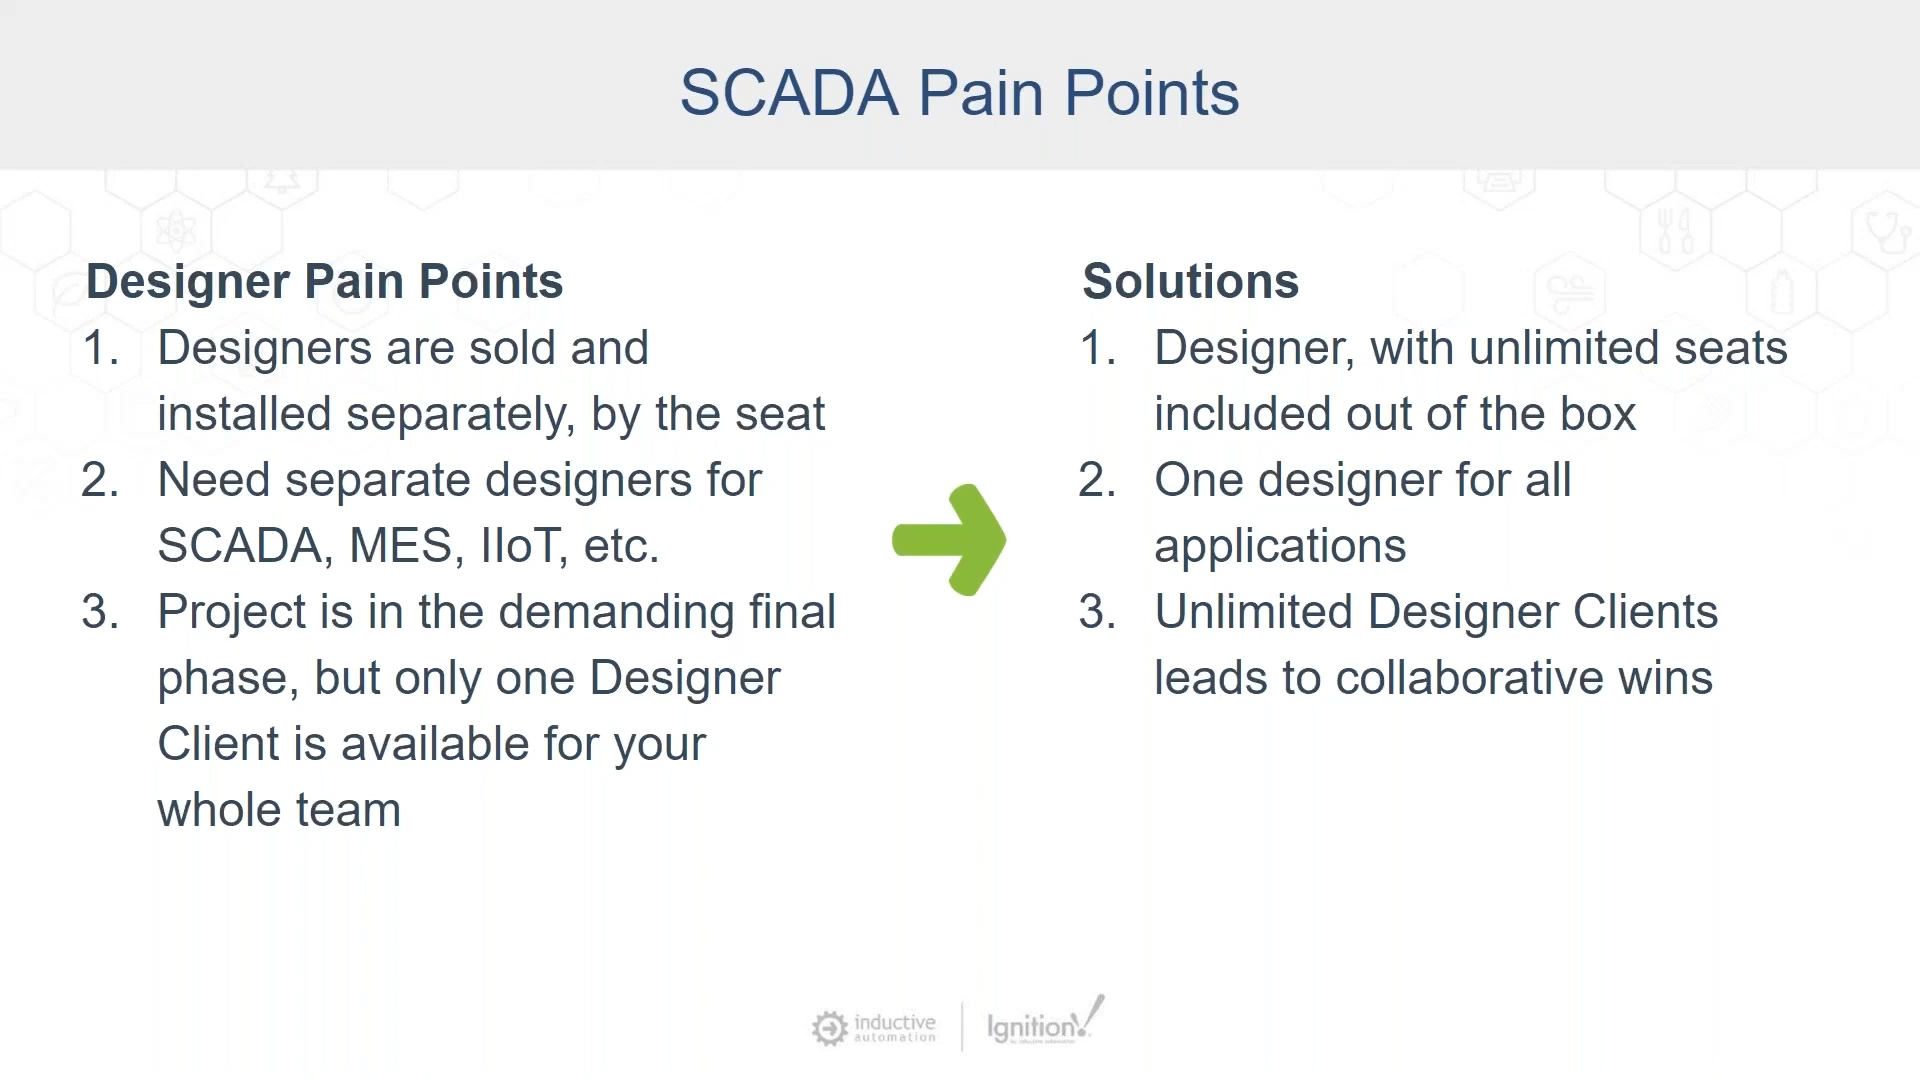 SCADA Pain Points
Designer Pain Points
1. Designers are sold and
installed separately, by the seat
2. Need separate designers for
SCADA, MES, IIoT, etc.
3. Project is in the demanding final
phase, but only one Designer
Client is available for your
whole team
Solutions
1. Designer, with unlimited seats
included out of the box
2. One designer for all
applications
3. Unlimited Designer Clients
leads to collaborative wins
inductive
automation
Ignition!
by inductive automation